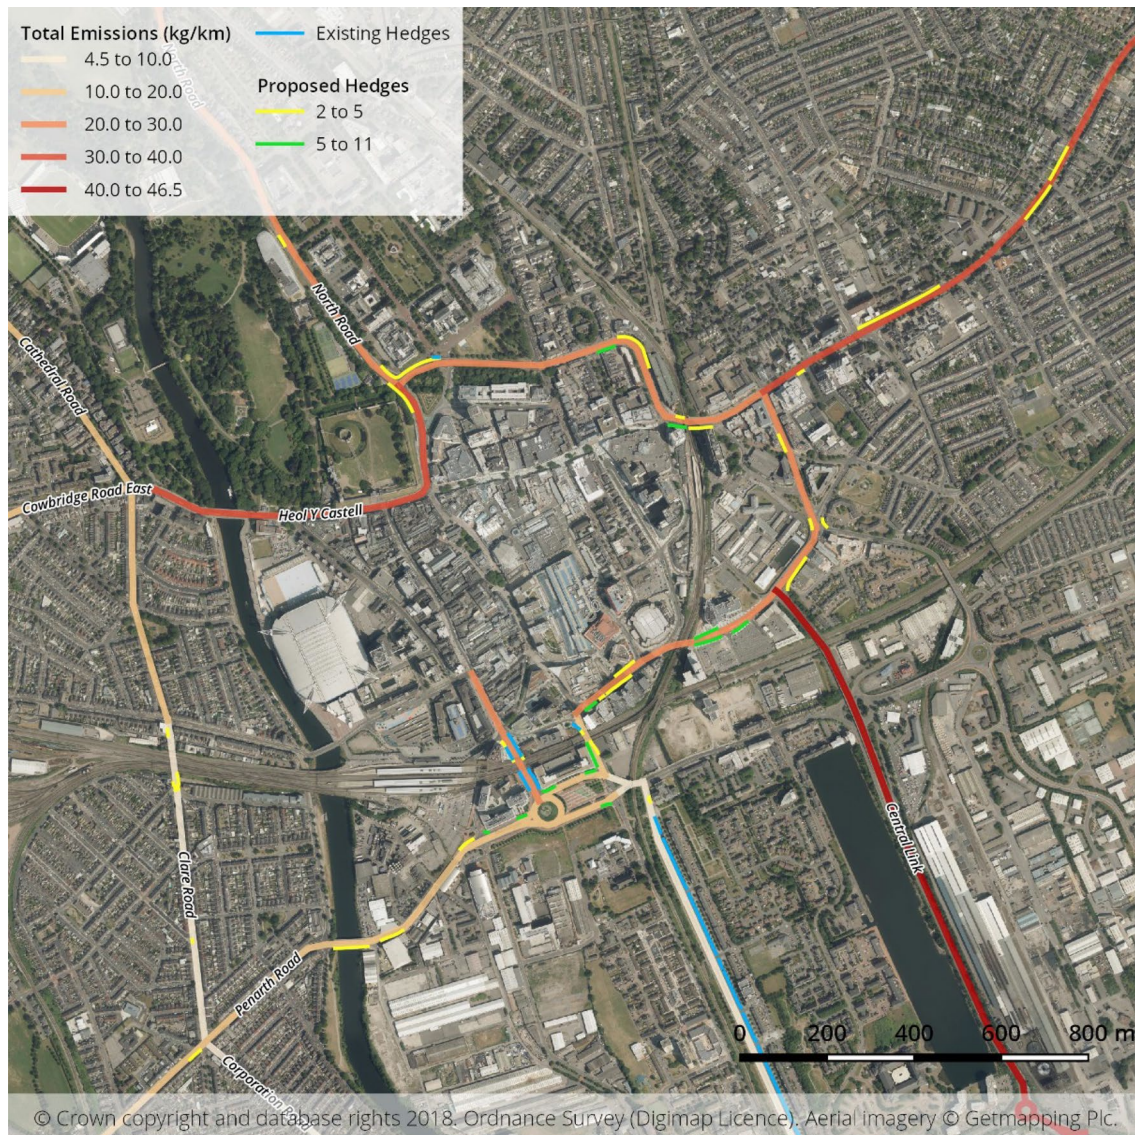 Total Emissions (kg/km)
4.5 to 10.0
10.0 to 20.0
20.0 to 30.0
30.0 to 40.0
40.0 to 46.5
Existing Hedges
Proposed Hedges
2 to 5
5 to 11
North Road
North Road
Cathedral Road
Cowbridge Road East
Heol Y Castell
Central Link
Clare Road
Penarth Road
Corporation Road
0 200 400 600 800 m
© Crown copyright and database rights 2018. Ordnance Survey (Digimap Licence). Aerial imagery © Getmapping Plc.